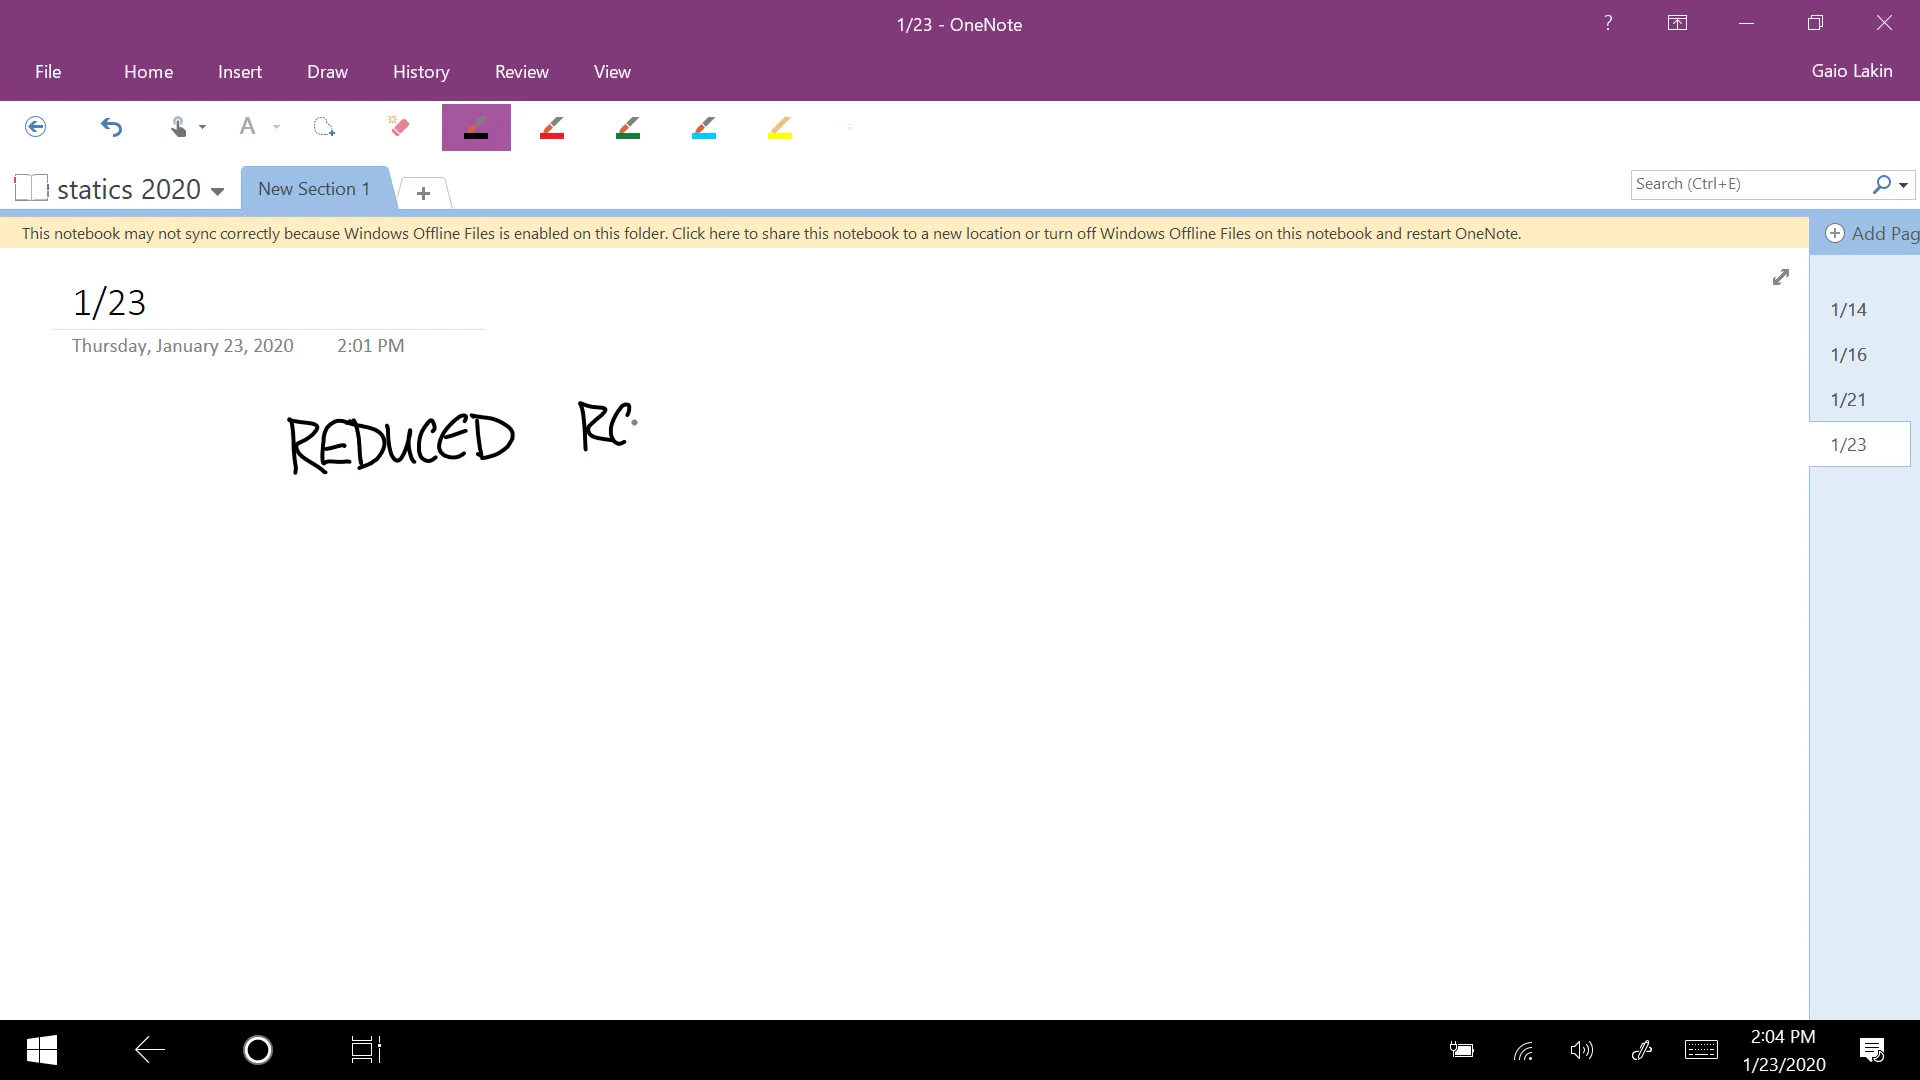 1/23 - OneNote
?
File Home Insert Draw History Review View Gaio Lakin
A
statics 2020 New Section 1 + Search (Ctrl+E)
This notebook may not sync correctly because Windows Offline Files is enabled on this folder. Click here to share this notebook to a new location or turn off Windows Offline Files on this notebook and restart OneNote.
Add Pag
1/23
Thursday, January 23, 2020 2:01 PM
REDUCED RC
1/14
1/16
1/21
1/23
2:04 PM
1/23/2020